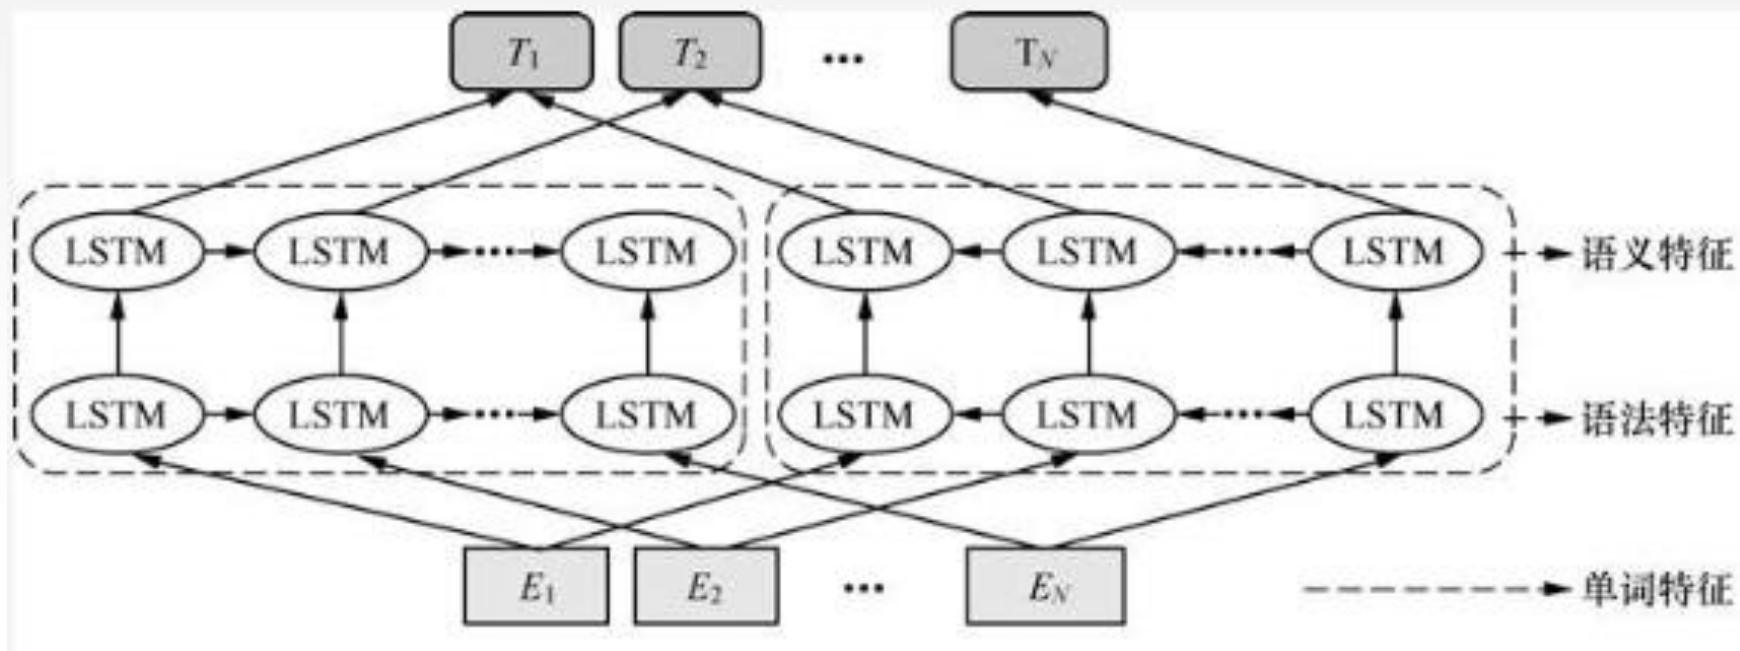 T1 T2 ... TN
LSTM LSTM ... LSTM LSTM LSTM ... LSTM 语义特征
LSTM LSTM ... LSTM LSTM LSTM ... LSTM 语法特征
E1 E2 ... EN 单词特征